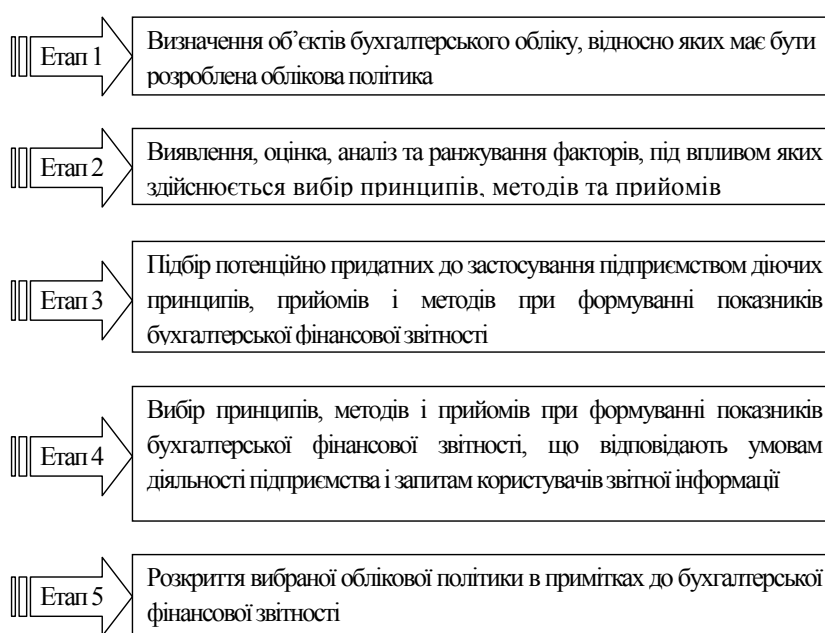 Етап 1
Визначення об’єктів бухгалтерського обліку, відносно яких має бути
розроблена облікова політика
Етап 2
Виявлення, оцінка, аналіз та ранжування факторів, під впливом яких
здійснюється вибір принципів, методів та прийомів
Етап 3
Підбір потенційно придатних до застосування підприємством діючих
принципів, прийомів і методів при формуванні показників
бухгалтерської фінансової звітності
Етап 4
Вибір принципів, методів і прийомів при формуванні показників
бухгалтерської фінансової звітності, що відповідають умовам
діяльності підприємства і запитам користувачів звітної інформації
Етап 5
Розкриття вибраної облікової політики в примітках до бухгалтерської
фінансової звітності